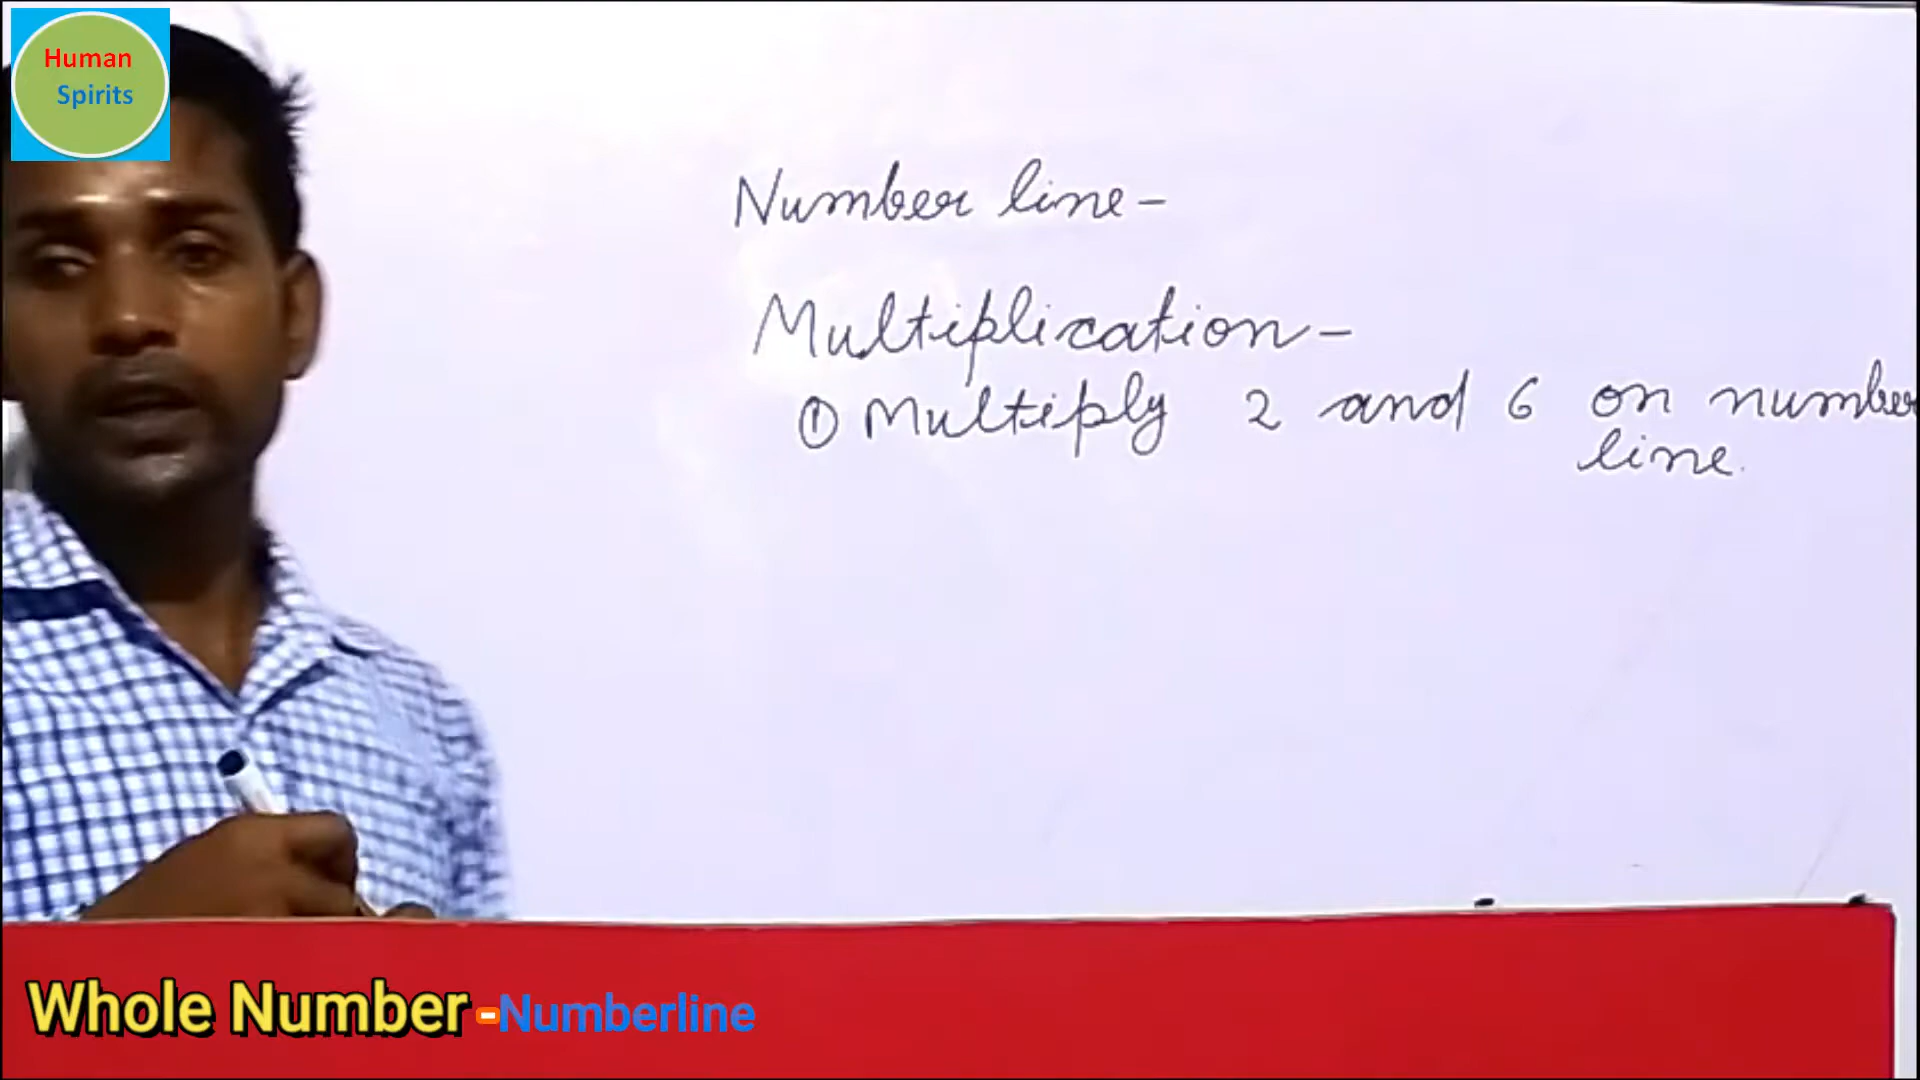 Human
Spirits
Number line-
Multiplication-
① Multiply 2 and 6 on number
line.
Whole Number -Numberline